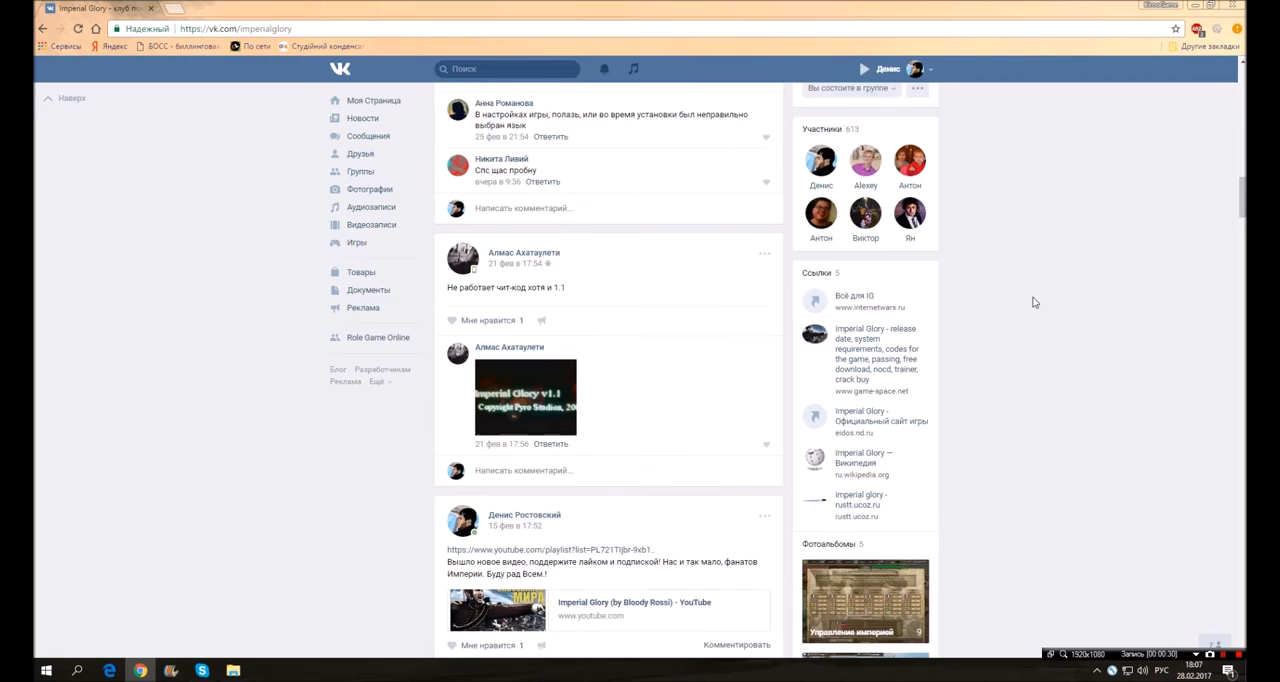 Imperial Glory - клуб по
KimoGame
Надежный
https://vk.com/imperialglory
Сервисы
Яндекс
БОСС - биллингова
По сети
Студійний конденса
Другие закладки
Поиск
Денис
Наверх
Моя Страница
Новости
Сообщения
Друзья
Группы
Фотографии
Аудиозаписи
Видеозаписи
Игры
Товары
Документы
Реклама
Role Game Online
Блог Разработчикам
Реклама Ещё
Анна Романова
В настройках игры, полазь, или во время установки был неправильно
выбран язык
25 фев в 21:54 Ответить
Никита Ливий
Спс щас пробну
вчера в 9:36 Ответить
Написать комментарий...
Алмас Ахатаулети
21 фев в 17:54
Не работает чит-код хотя и 1.1
Мне нравится 1
Алмас Ахатаулети
Imperial Glory v1.1
Copyright Pyro Studios, 20
21 фев в 17:56 Ответить
Написать комментарий...
Денис Ростовский
15 фев в 17:52
https://www.youtube.com/playlist?list=PL721TIjbr-9xb1..
Вышло новое видео, поддержите лайком и подпиской! Нас и так мало, фанатов
Империи. Буду рад Всем.!
МИРА
Imperial Glory (by Bloody Rossi) - YouTube
www.youtube.com
Мне нравится 1
Комментировать
Вы состоите в группе
Участники 613
Денис
Alexey
Антон
Антон
Виктор
Ян
Ссылки 5
Всё для IG
www.internetwars.ru
Imperial Glory - release
date, system
requirements, codes for
the game, passing, free
download, nocd, trainer,
crack buy
www.game-space.net
Imperial Glory -
Официальный сайт игры
eidos.nd.ru
Imperial Glory —
Википедия
ru.wikipedia.org
imperial glory -
rustt.ucoz.ru
rustt.ucoz.ru
Фотоальбомы 5
Управление империей 9
1920x1080
Запись [00:00:30]
РУС
18:07
28.02.2017